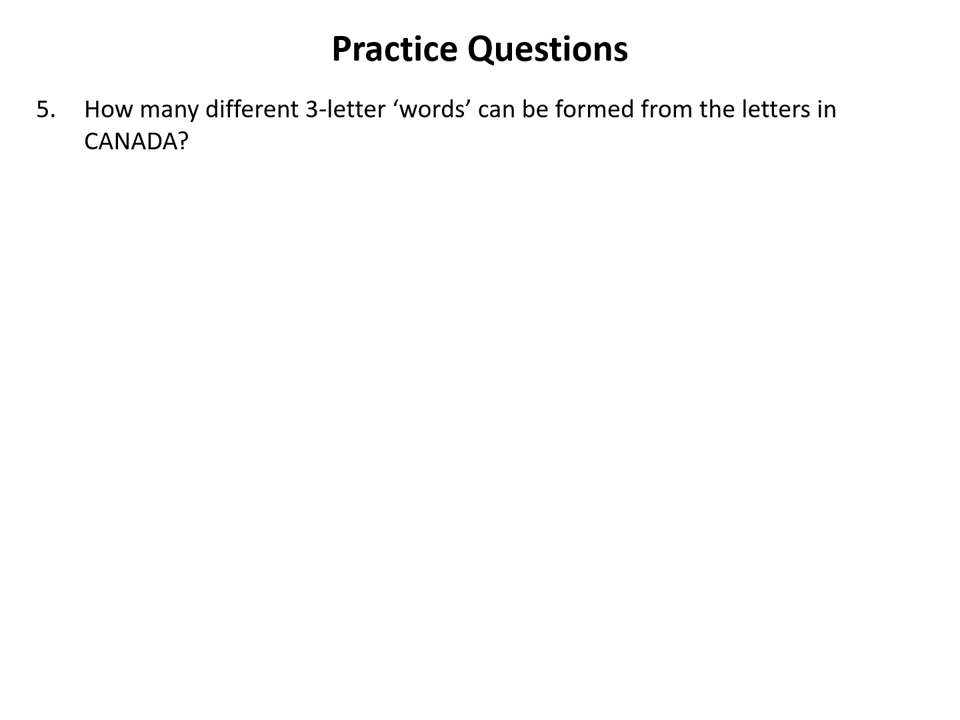 Practice Questions
5. How many different 3-letter ‘words’ can be formed from the letters in
CANADA?